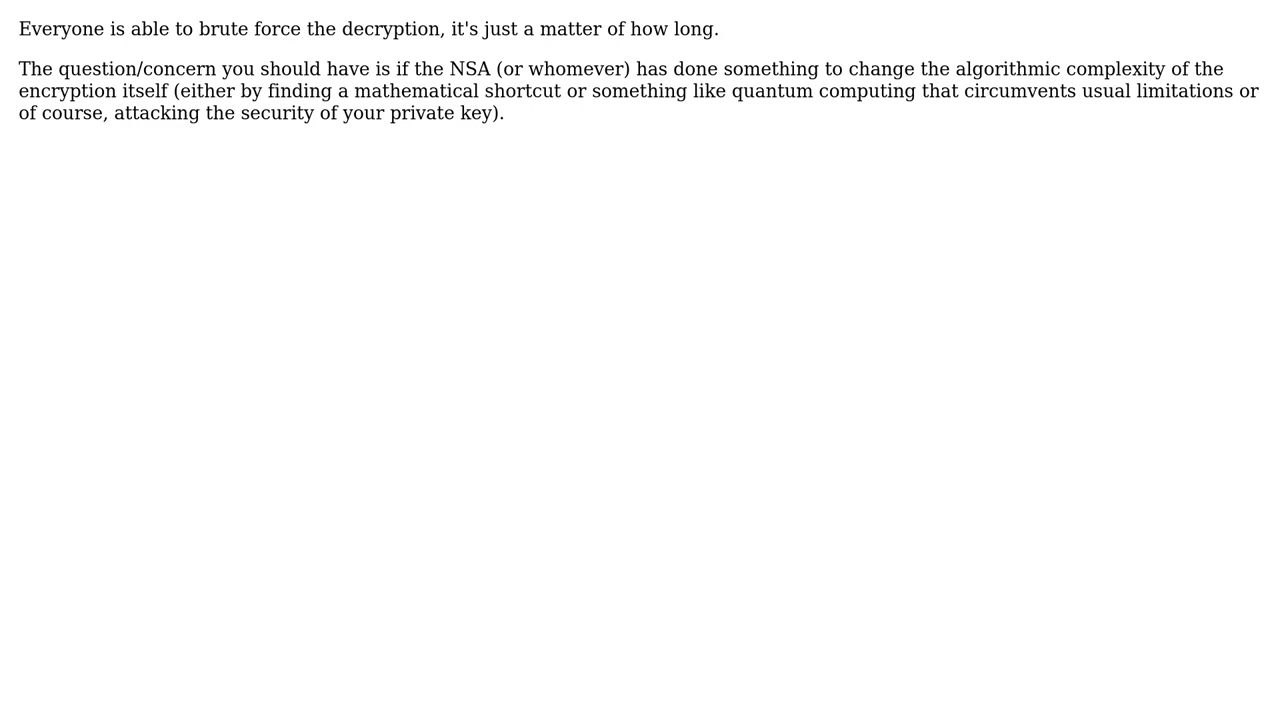 Everyone is able to brute force the decryption, it's just a matter of how long.
The question/concern you should have is if the NSA (or whomever) has done something to change the algorithmic complexity of the
encryption itself (either by finding a mathematical shortcut or something like quantum computing that circumvents usual limitations or
of course, attacking the security of your private key).